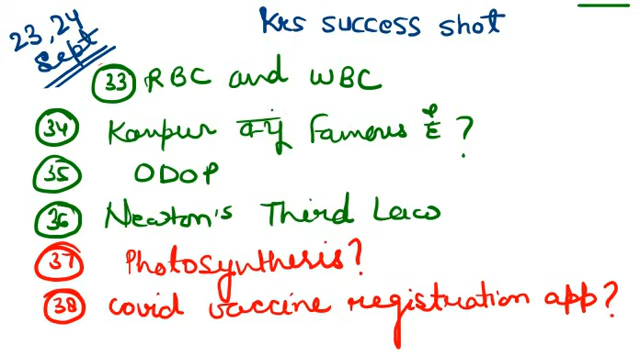 Krs success shot
23, 24
Sept
33 RBC and WBC
34 Kanpur Famous है ?
35 ODOP
36 Newton's Third Law
37 Photosynthesis?
38 covid vaccine registration app?